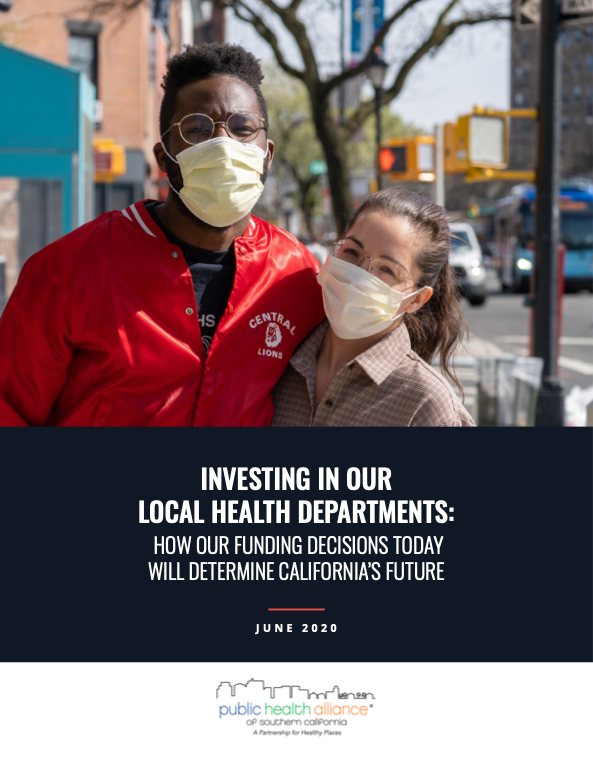 HS
CENTRAL
LIONS
INVESTING IN OUR
LOCAL HEALTH DEPARTMENTS:
HOW OUR FUNDING DECISIONS TODAY
WILL DETERMINE CALIFORNIA'S FUTURE
JUNE 2020
public health alliance®
of southern california
A Partnership for Healthy Places